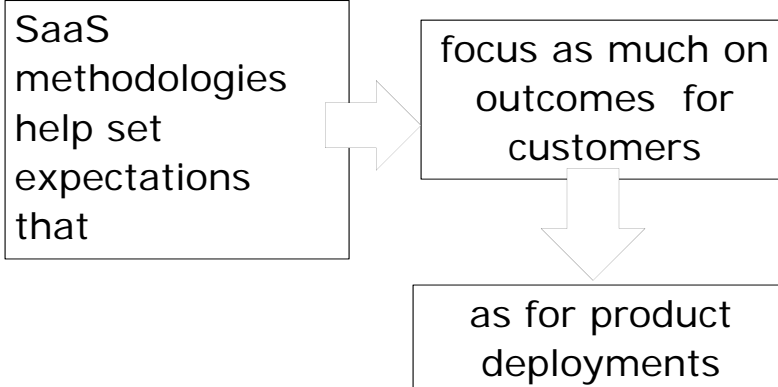 SaaS
methodologies
help set
expectations
that
focus as much on
outcomes for
customers
as for product
deployments